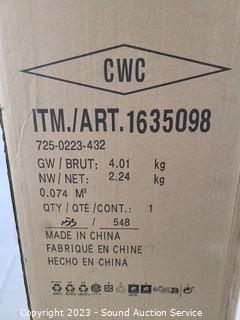 CWC
ITM./ART.1635098
725-0223-432
GW / BRUT: 4.01 kg
NW / NET: 2.24 kg
0.074 M³
QTY / QTÉ / CONT.: 1
155 / 548
MADE IN CHINA
FABRIQUÉ EN CHINE
HECHO EN CHINA
Copyright 2023 - Sound Auction Service